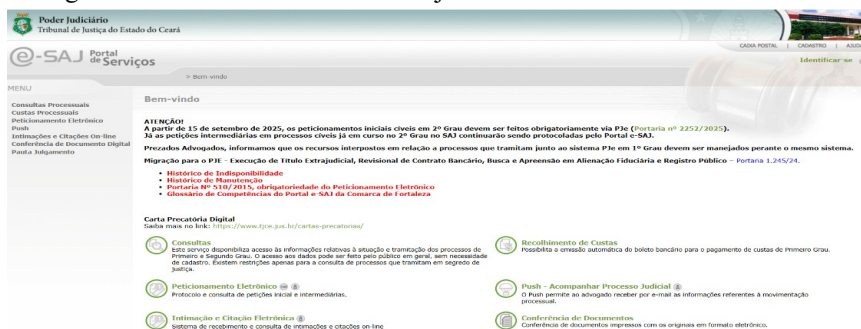 Poder Judiciário
Tribunal de Justiça do Estado do Ceará
CAIXA POSTAL | CADASTRO | AJUDA
@-SAJ Portal de Serviços
Identificar-se
> Bem-vindo
MENU
Consultas Processuais
Custas Processuais
Peticionamento Eletrônico
Push
Intimações e Citações On-line
Conferência de Documento Digital
Pauta Julgamento
Bem-vindo
ATENÇÃO!
A partir de 15 de setembro de 2025, os peticionamentos iniciais cíveis em 2º Grau devem ser feitos obrigatoriamente via PJe (Portaria nº 2252/2025).
Já as petições intermediárias em processos cíveis já em curso no 2º Grau no SAJ continuarão sendo protocoladas pelo Portal e-SAJ.
Prezados Advogados, informamos que os recursos interpostos em relação a processos que tramitam junto ao sistema PJe em 1º Grau devem ser manejados perante o mesmo sistema.
Migração para o PJE - Execução de Título Extrajudicial, Revisional de Contrato Bancário, Busca e Apreensão em Alienação Fiduciária e Registro Público – Portaria 1.245/24.
• Histórico de Indisponibilidade
• Histórico de Manutenção
• Portaria Nº 510/2015, obrigatoriedade do Peticionamento Eletrônico
• Glossário de Competências do Portal e-SAJ da Comarca de Fortaleza
Carta Precatória Digital
Saiba mais no link: https://www.tjce.jus.br/cartas-precatorias/
Consultas
Este serviço disponibiliza acesso às informações relativas à situação e tramitação dos processos de
Primeiro e Segundo Grau. O acesso aos dados pode ser feito pelo público em geral, sem necessidade
de cadastro. Existem restrições apenas para a consulta de processos que tramitam em segredo de
justiça.
Recolhimento de Custas
Possibilita a emissão automática do boleto bancário para o pagamento de custas de Primeiro Grau.
Peticionamento Eletrônico
Protocolo e consulta de petições inicial e intermediárias.
Push - Acompanhar Processo Judicial
O Push permite ao advogado receber por e-mail as informações referentes à movimentação
processual.
Intimação e Citação Eletrônica
Sistema de recebimento e consulta de intimações e citações on-line
Conferência de Documentos
Conferência de documentos impressos com os originais em formato eletrônico.